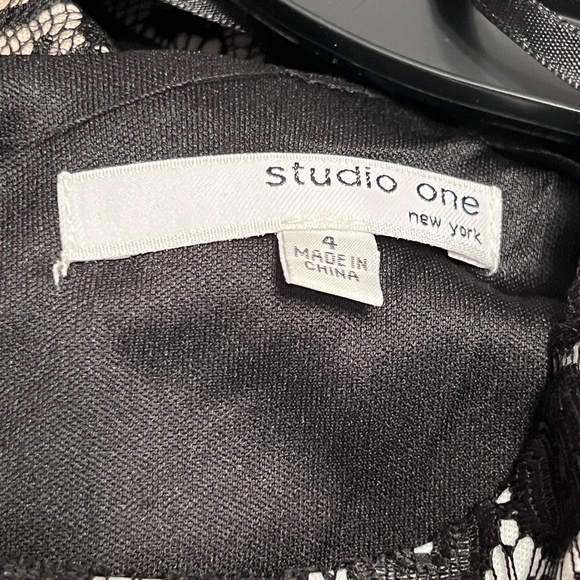 studio one
new york
4
MADE IN
CHINA